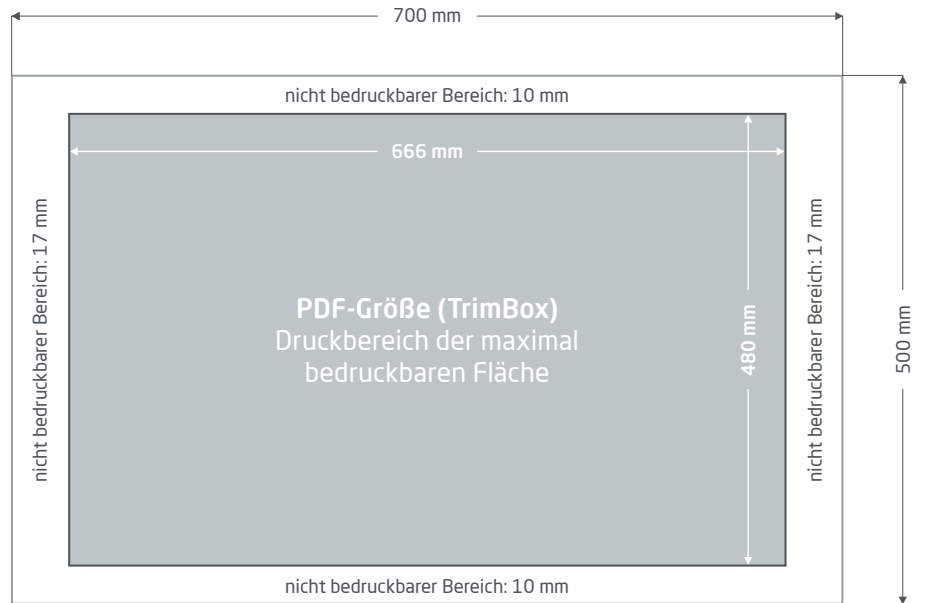 700 mm
nicht bedruckbarer Bereich: 10 mm
666 mm
nicht bedruckbarer Bereich: 17 mm
PDF-Größe (TrimBox)
Druckbereich der maximal
bedruckbaren Fläche
480 mm
nicht bedruckbarer Bereich: 17 mm
500 mm
nicht bedruckbarer Bereich: 10 mm